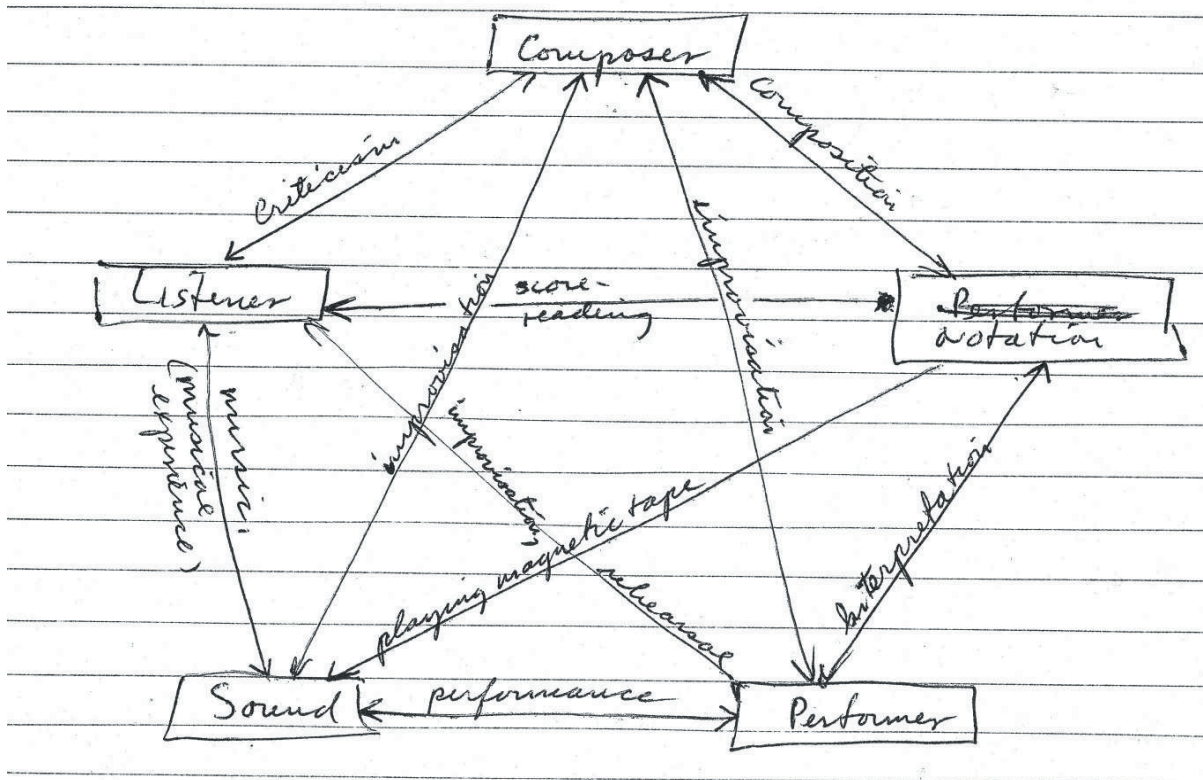 Composer
Composition
Criticism
improvisation
improvisation
Listener
score-
reading
Performer
Notation
music
(musical
experience)
improvisation,
rehearsal
playing magnetic tape
Interpretation
Sound
performance
Performer